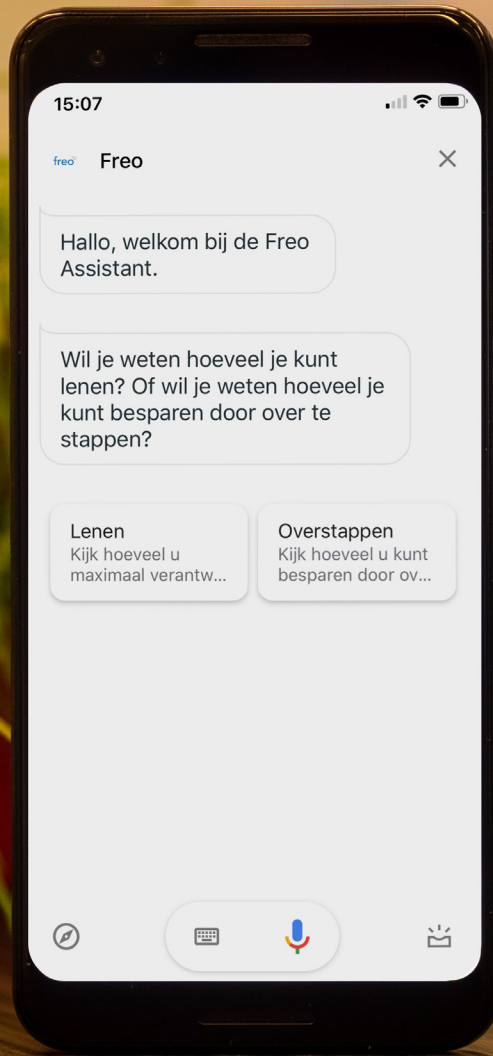 15:07
freo
Freo
Hallo, welkom bij de Freo
Assistant.
Wil je weten hoeveel je kunt
lenen? Of wil je weten hoeveel je
kunt besparen door over te
stappen?
Lenen
Kijk hoeveel u
maximaal verantw...
Overstappen
Kijk hoeveel u kunt
besparen door ov...